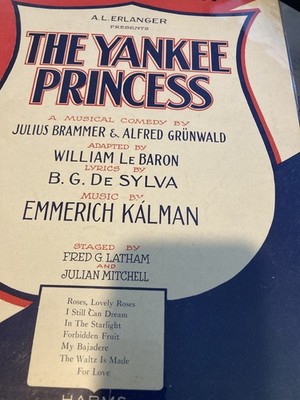 A.L. ERLANGER
PRESENTS
THE YANKEE
PRINCESS
A MUSICAL COMEDY BY
JULIUS BRAMMER & ALFRED GRÜNWALD
ADAPTED BY
WILLIAM LE BARON
LYRICS BY
B. G. DE SYLVA
MUSIC BY
EMMERICH KÁLMAN
STAGED BY
FRED G. LATHAM
AND
JULIAN MITCHELL
Roses, Lovely Roses
I Still Can Dream
In The Starlight
Forbidden Fruit
My Bajadere
The Waltz Is Made
For Love
HARMS